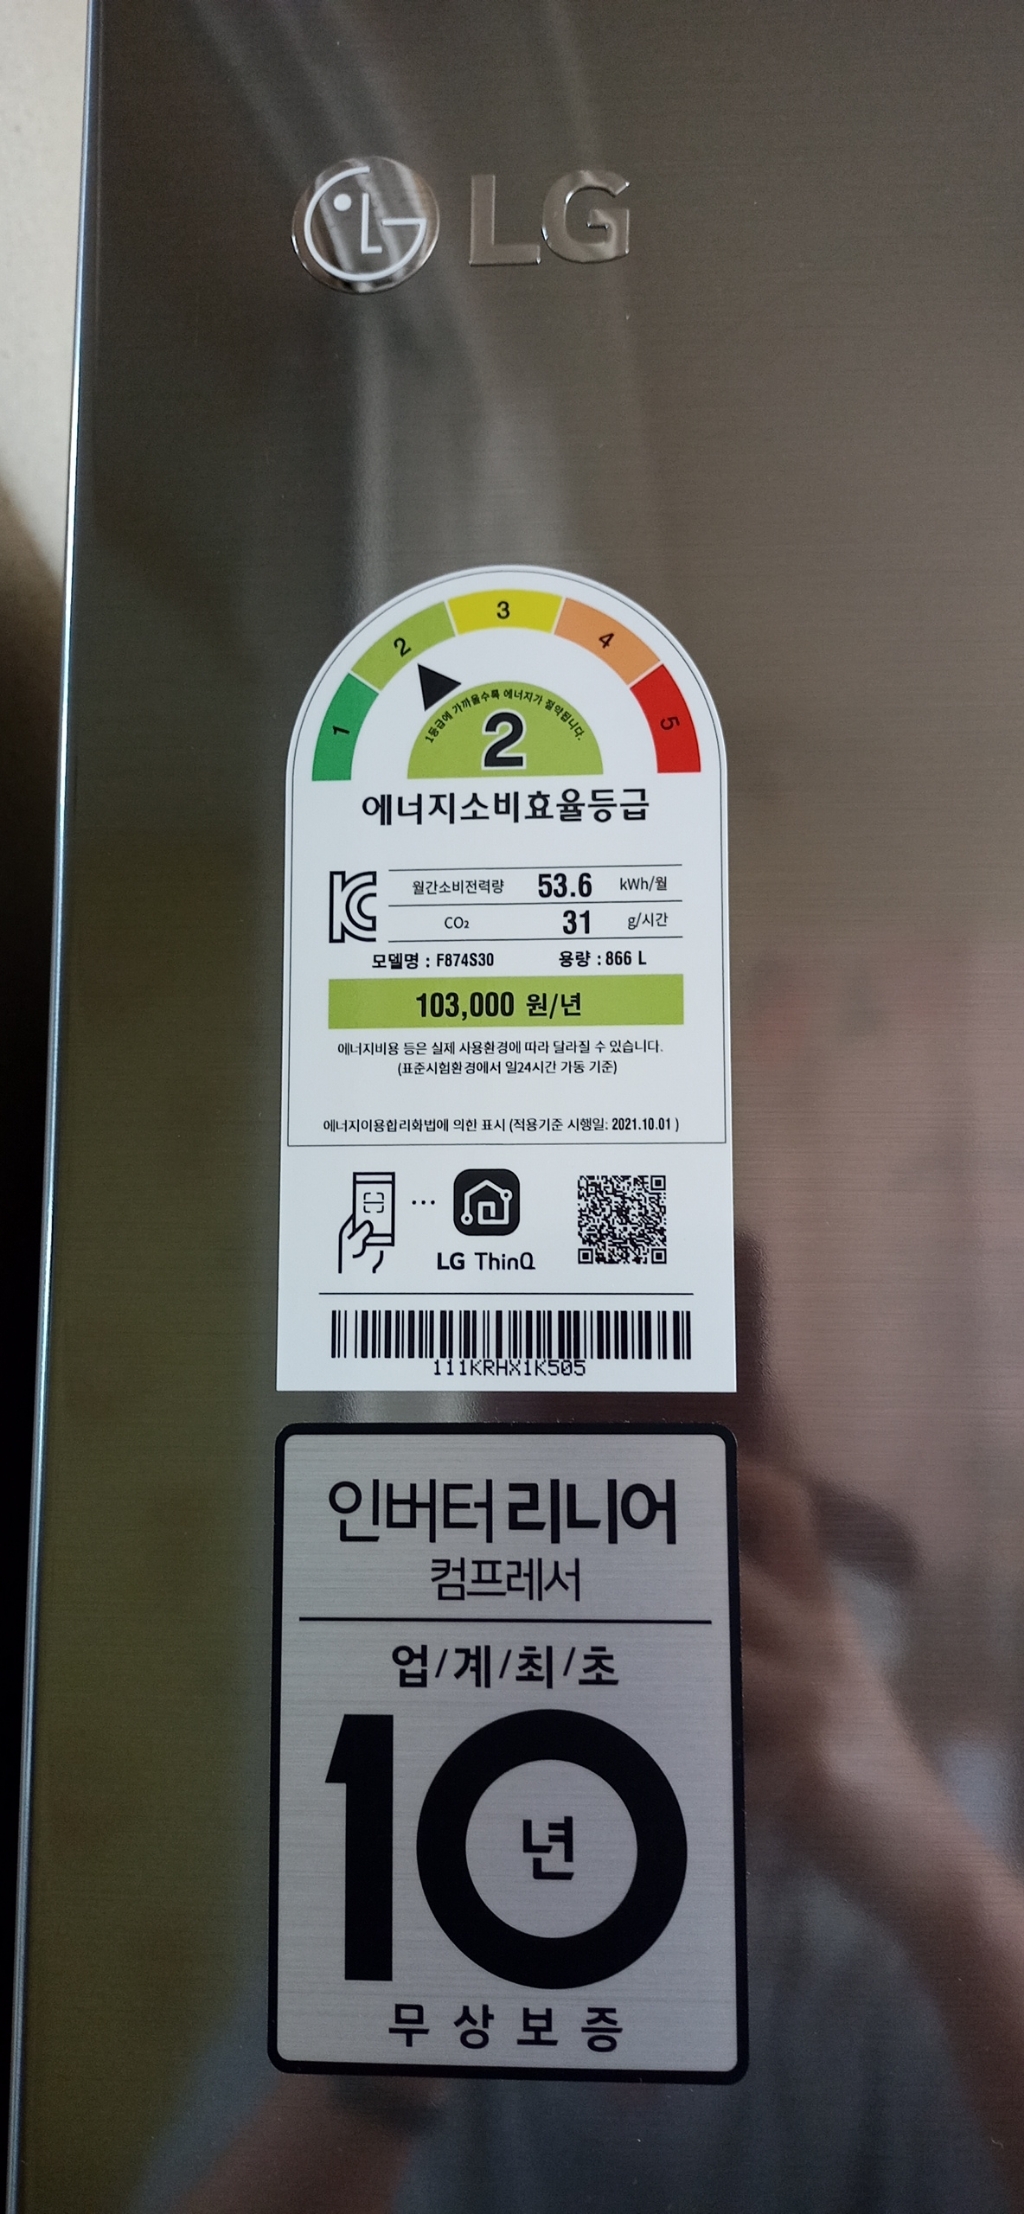 LG
1 2 3 4 5
1등급에 가까울수록 에너지가 절약됩니다.
2
에너지소비효율등급
월간소비전력량 53.6 kWh/월
CO₂ 31 g/시간
모델명 : F874S30 용량 : 866 L
103,000 원/년
에너지비용 등은 실제 사용환경에 따라 달라질 수 있습니다.
(표준시험환경에서 일24시간 가동 기준)
에너지이용합리화법에 의한 표시 (적용기준 시행일: 2021.10.01 )
LG ThinQ
111KRHX1K505
인버터 리니어
컴프레서
업/계/최/초
10년
무상보증